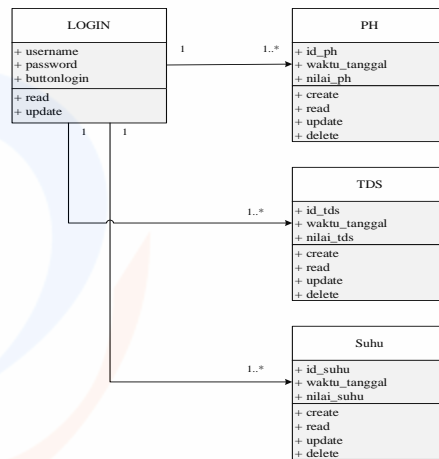 LOGIN
+ username
+ password
+ buttonlogin
+ read
+ update
1
1..*
PH
+ id_ph
+ waktu_tanggal
+ nilai_ph
+ create
+ read
+ update
+ delete
1
1
1..*
TDS
+ id_tds
+ waktu_tanggal
+ nilai_tds
+ create
+ read
+ update
+ delete
1..*
Suhu
+ id_suhu
+ waktu_tanggal
+ nilai_suhu
+ create
+ read
+ update
+ delete